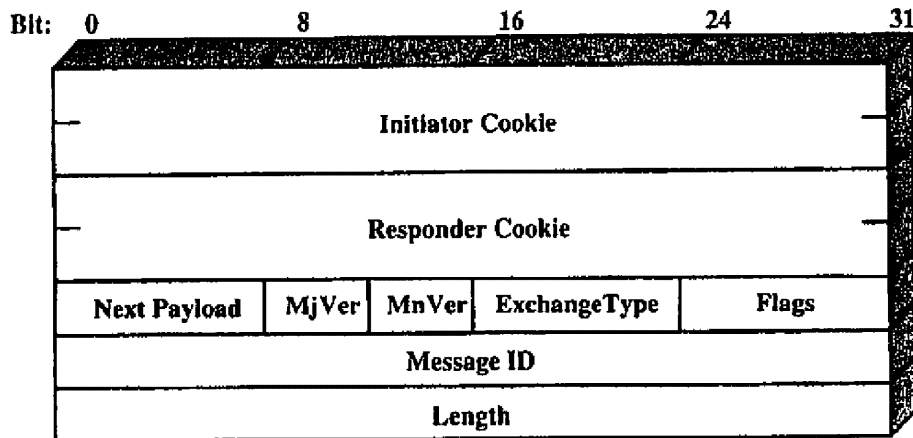 Bit: 0 8 16 24 31
Initiator Cookie
Responder Cookie
Next Payload MjVer MnVer ExchangeType Flags
Message ID
Length